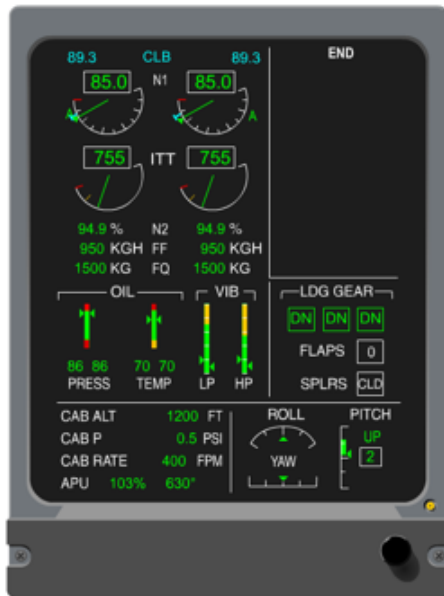 89.3 CLB 89.3
END
85.0 N1 85.0
A A
755 ITT 755
94.9 % N2 94.9 %
950 KGH FF 950 KGH
1500 KG FQ 1500 KG
OIL VIB LDG GEAR
DN DN DN
FLAPS 0
86 86 70 70
PRESS TEMP LP HP SPLRS CLD
CAB ALT 1200 FT
CAB P 0.5 PSI
CAB RATE 400 FPM
APU 103% 630°
ROLL PITCH
UP
YAW 2